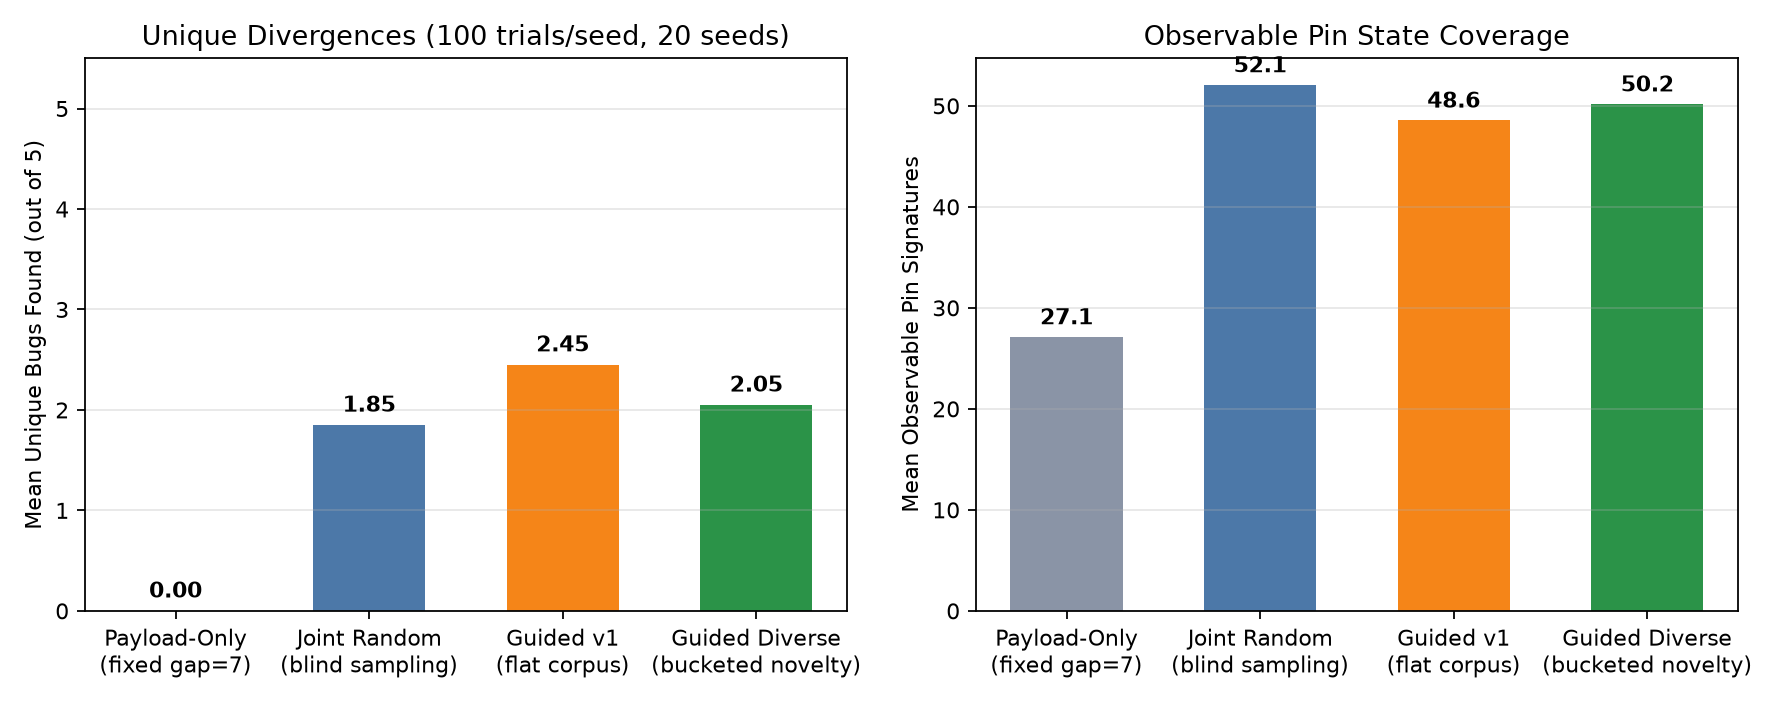 Unique Divergences (100 trials/seed, 20 seeds)
Mean Unique Bugs Found (out of 5)
5
4
3
2
1
0
0.00
1.85
2.45
2.05
Payload-Only
(fixed gap=7)
Joint Random
(blind sampling)
Guided v1
(flat corpus)
Guided Diverse
(bucketed novelty)
Observable Pin State Coverage
Mean Observable Pin Signatures
50
40
30
20
10
0
27.1
52.1
48.6
50.2
Payload-Only
(fixed gap=7)
Joint Random
(blind sampling)
Guided v1
(flat corpus)
Guided Diverse
(bucketed novelty)